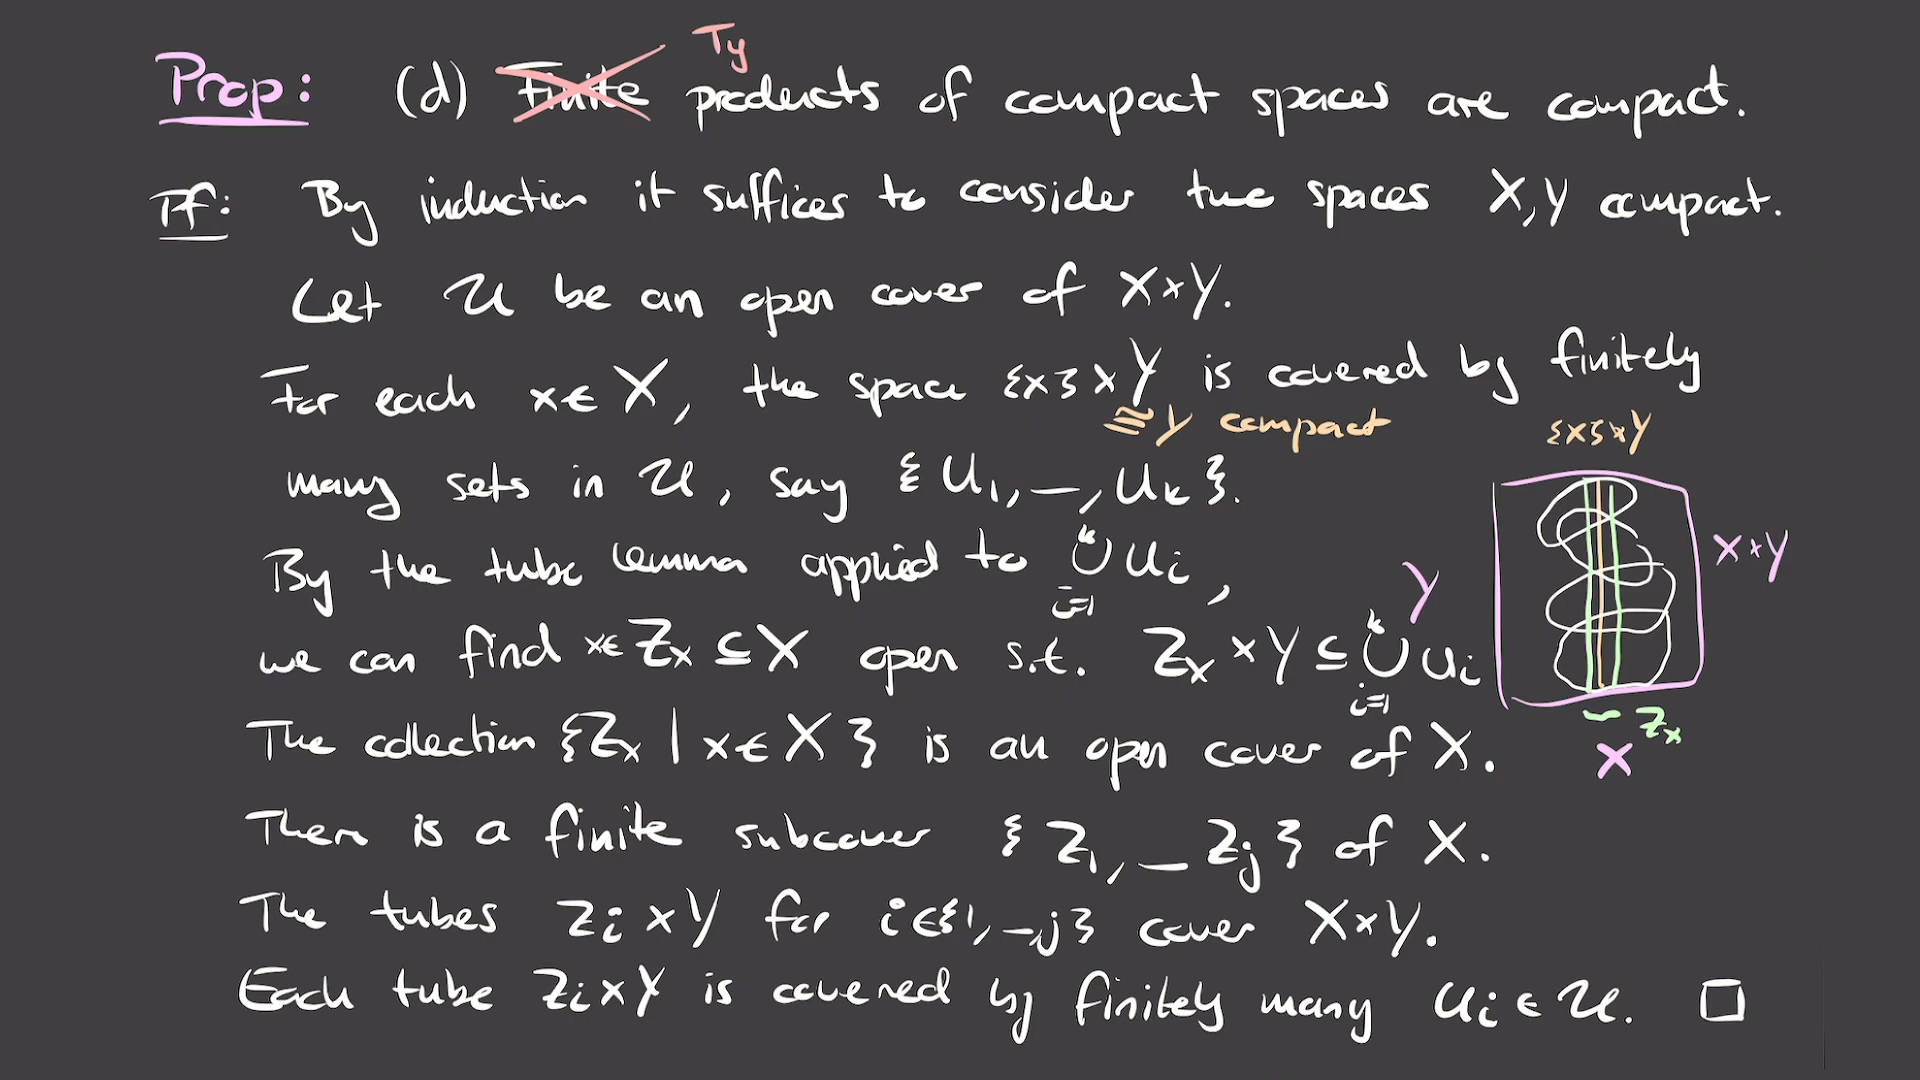 Ty
Prop: (d) Finite products of compact spaces are compact.
Pf: By induction it suffices to consider two spaces X, Y compact.
Let 𝒰 be an open cover of X×Y.
For each x∈X, the space {x}×Y is covered by finitely
≅Y compact
many sets in 𝒰, say {U₁,—,Uₖ}.
By the tube lemma applied to ⋃ᵢ₌₁ᵏ Uᵢ,
we can find x∈Zₓ⊆X open s.t. Zₓ×Y⊆⋃ᵢ₌₁ᵏ Uᵢ
The collection {Zₓ | x∈X} is an open cover of X.
There is a finite subcover {Z₁,—Zⱼ} of X.
The tubes Zᵢ×Y for i∈{1,—,j} cover X×Y.
Each tube Zᵢ×Y is covered by finitely many Uᵢ∈𝒰. □
{x}×Y
X×Y
Y
Zₓ
X